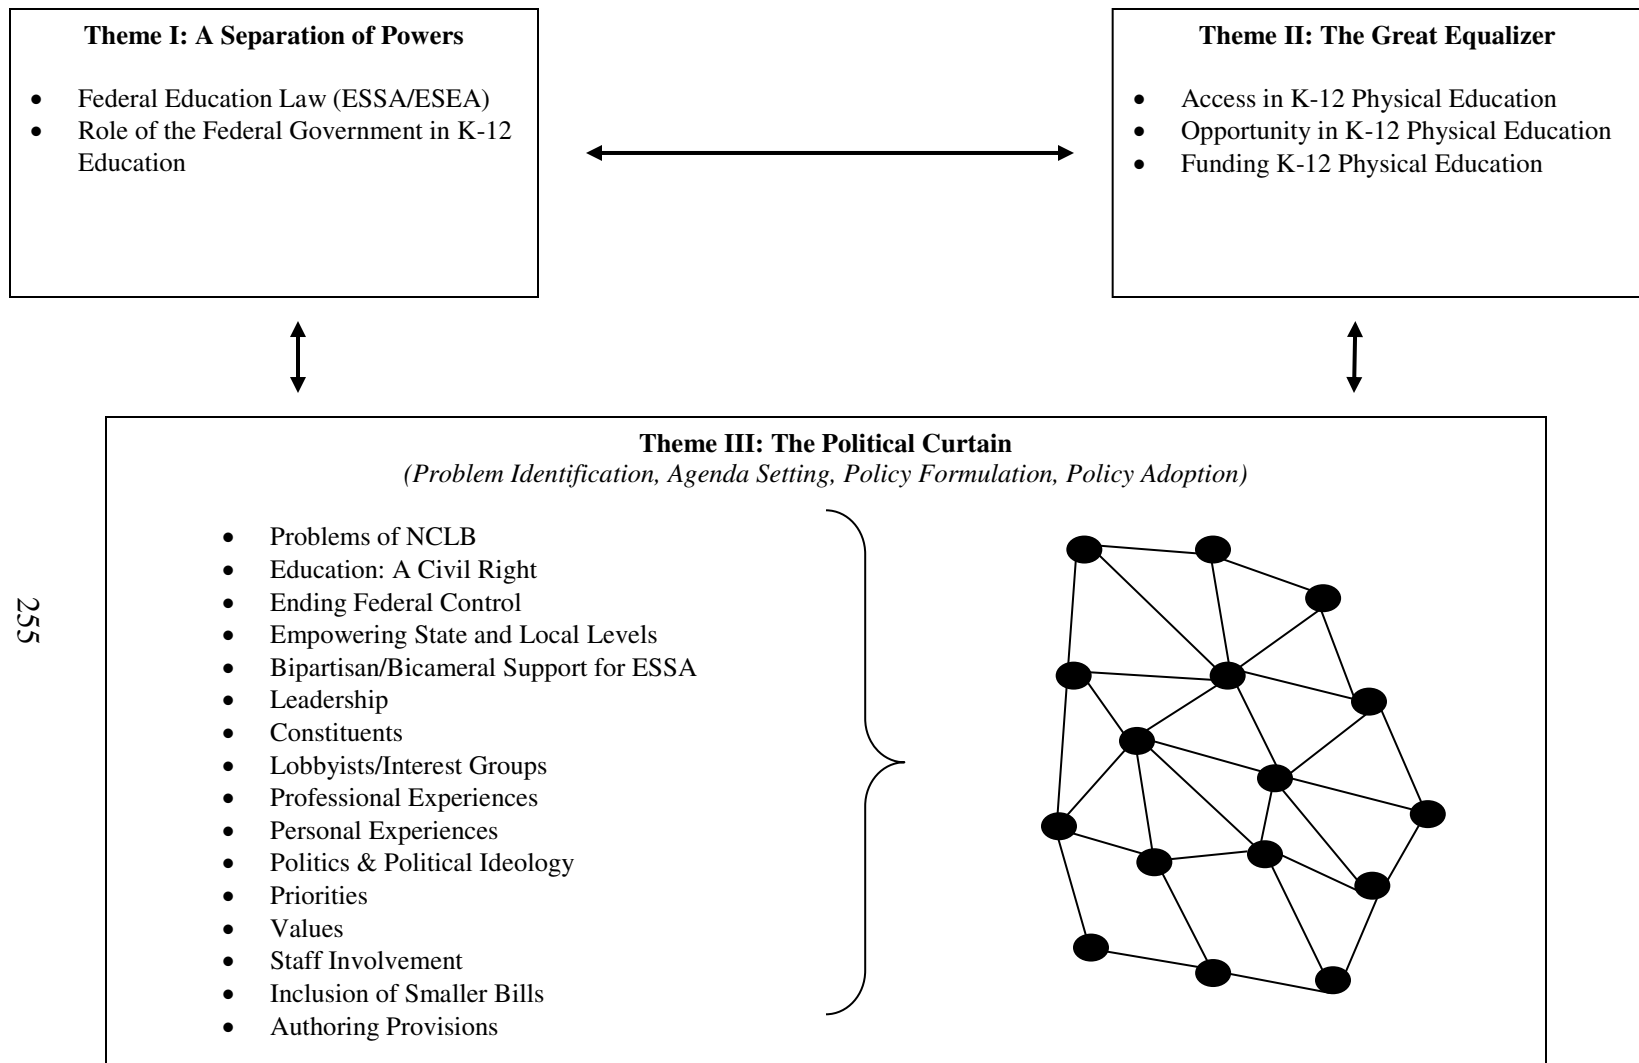 Theme I: A Separation of Powers
• Federal Education Law (ESSA/ESEA)
• Role of the Federal Government in K-12
Education
Theme II: The Great Equalizer
• Access in K-12 Physical Education
• Opportunity in K-12 Physical Education
• Funding K-12 Physical Education
Theme III: The Political Curtain
(Problem Identification, Agenda Setting, Policy Formulation, Policy Adoption)
• Problems of NCLB
• Education: A Civil Right
• Ending Federal Control
• Empowering State and Local Levels
• Bipartisan/Bicameral Support for ESSA
• Leadership
• Constituents
• Lobbyists/Interest Groups
• Professional Experiences
• Personal Experiences
• Politics & Political Ideology
• Priorities
• Values
• Staff Involvement
• Inclusion of Smaller Bills
• Authoring Provisions
255